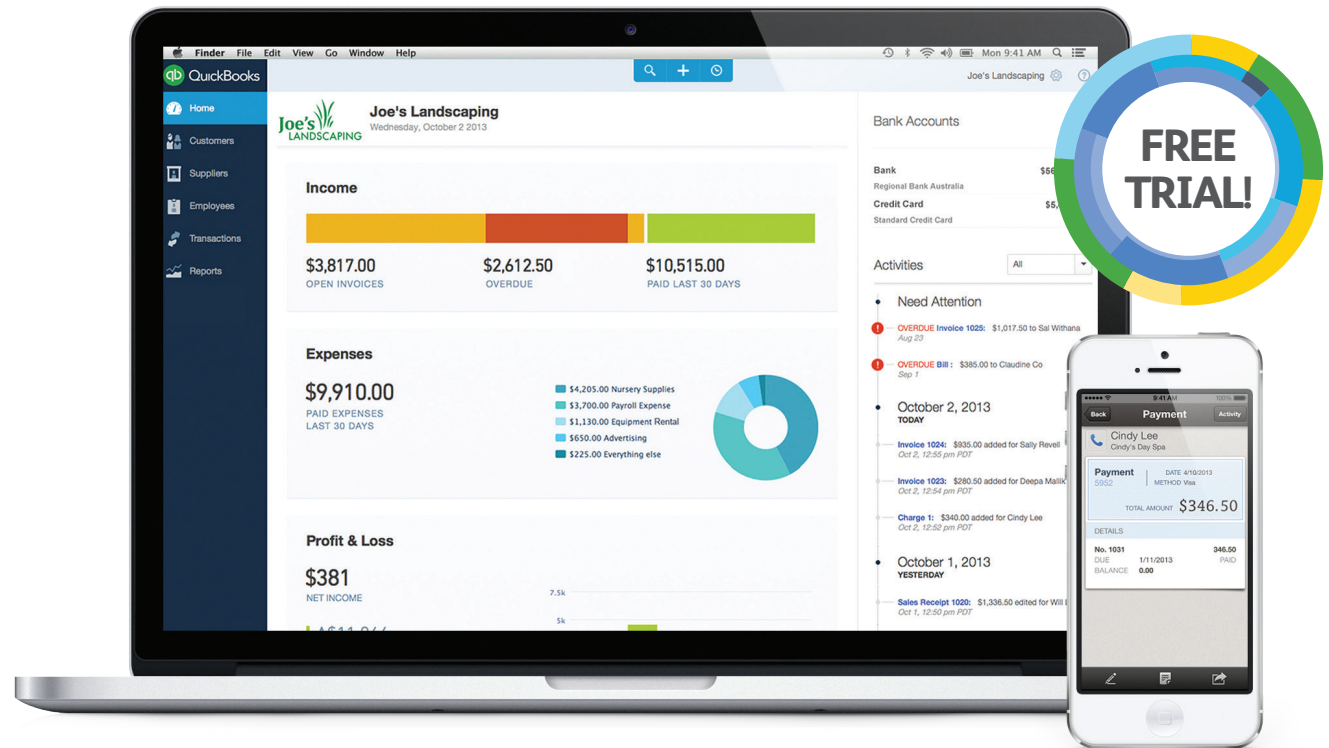 Finder File Edit View Go Window Help
Mon 9:41 AM
qb QuickBooks
Joe's Landscaping
?
Home
Customers
Suppliers
Employees
Transactions
Reports
Joe's
LANDSCAPING
Joe's Landscaping
Wednesday, October 2 2013
Income
$3,817.00
OPEN INVOICES
$2,612.50
OVERDUE
$10,515.00
PAID LAST 30 DAYS
Expenses
$9,910.00
PAID EXPENSES
LAST 30 DAYS
$4,205.00 Nursery Supplies
$3,700.00 Payroll Expense
$1,130.00 Equipment Rental
$650.00 Advertising
$225.00 Everything else
Profit & Loss
$381
NET INCOME
7.5k
5k
Bank Accounts
Bank
Regional Bank Australia
Credit Card
$5,
Standard Credit Card
Activities
All
Need Attention
OVERDUE Invoice 1025: $1,017.50 to Sal Withana
Aug 23
OVERDUE Bill : $385.00 to Claudine Co
Sep 1
October 2, 2013
TODAY
Invoice 1024: $935.00 added for Sally Revell
Oct 2, 12:55 pm PDT
Invoice 1023: $280.50 added for Deepa Mallik
Oct 2, 12:54 pm PDT
Charge 1: $340.00 added for Cindy Lee
Oct 2, 12:52 pm PDT
October 1, 2013
YESTERDAY
Sales Receipt 1020: $1,336.50 edited for Will
Oct 1, 12:50 pm PDT
FREE
TRIAL!
9:41 AM 100%
Back Payment Activity
Cindy Lee
Cindy's Day Spa
Payment DATE 4/10/2013
5952 METHOD Visa
TOTAL AMOUNT $346.50
DETAILS
No. 1031 346.50
DUE 1/11/2013 PAID
BALANCE 0.00